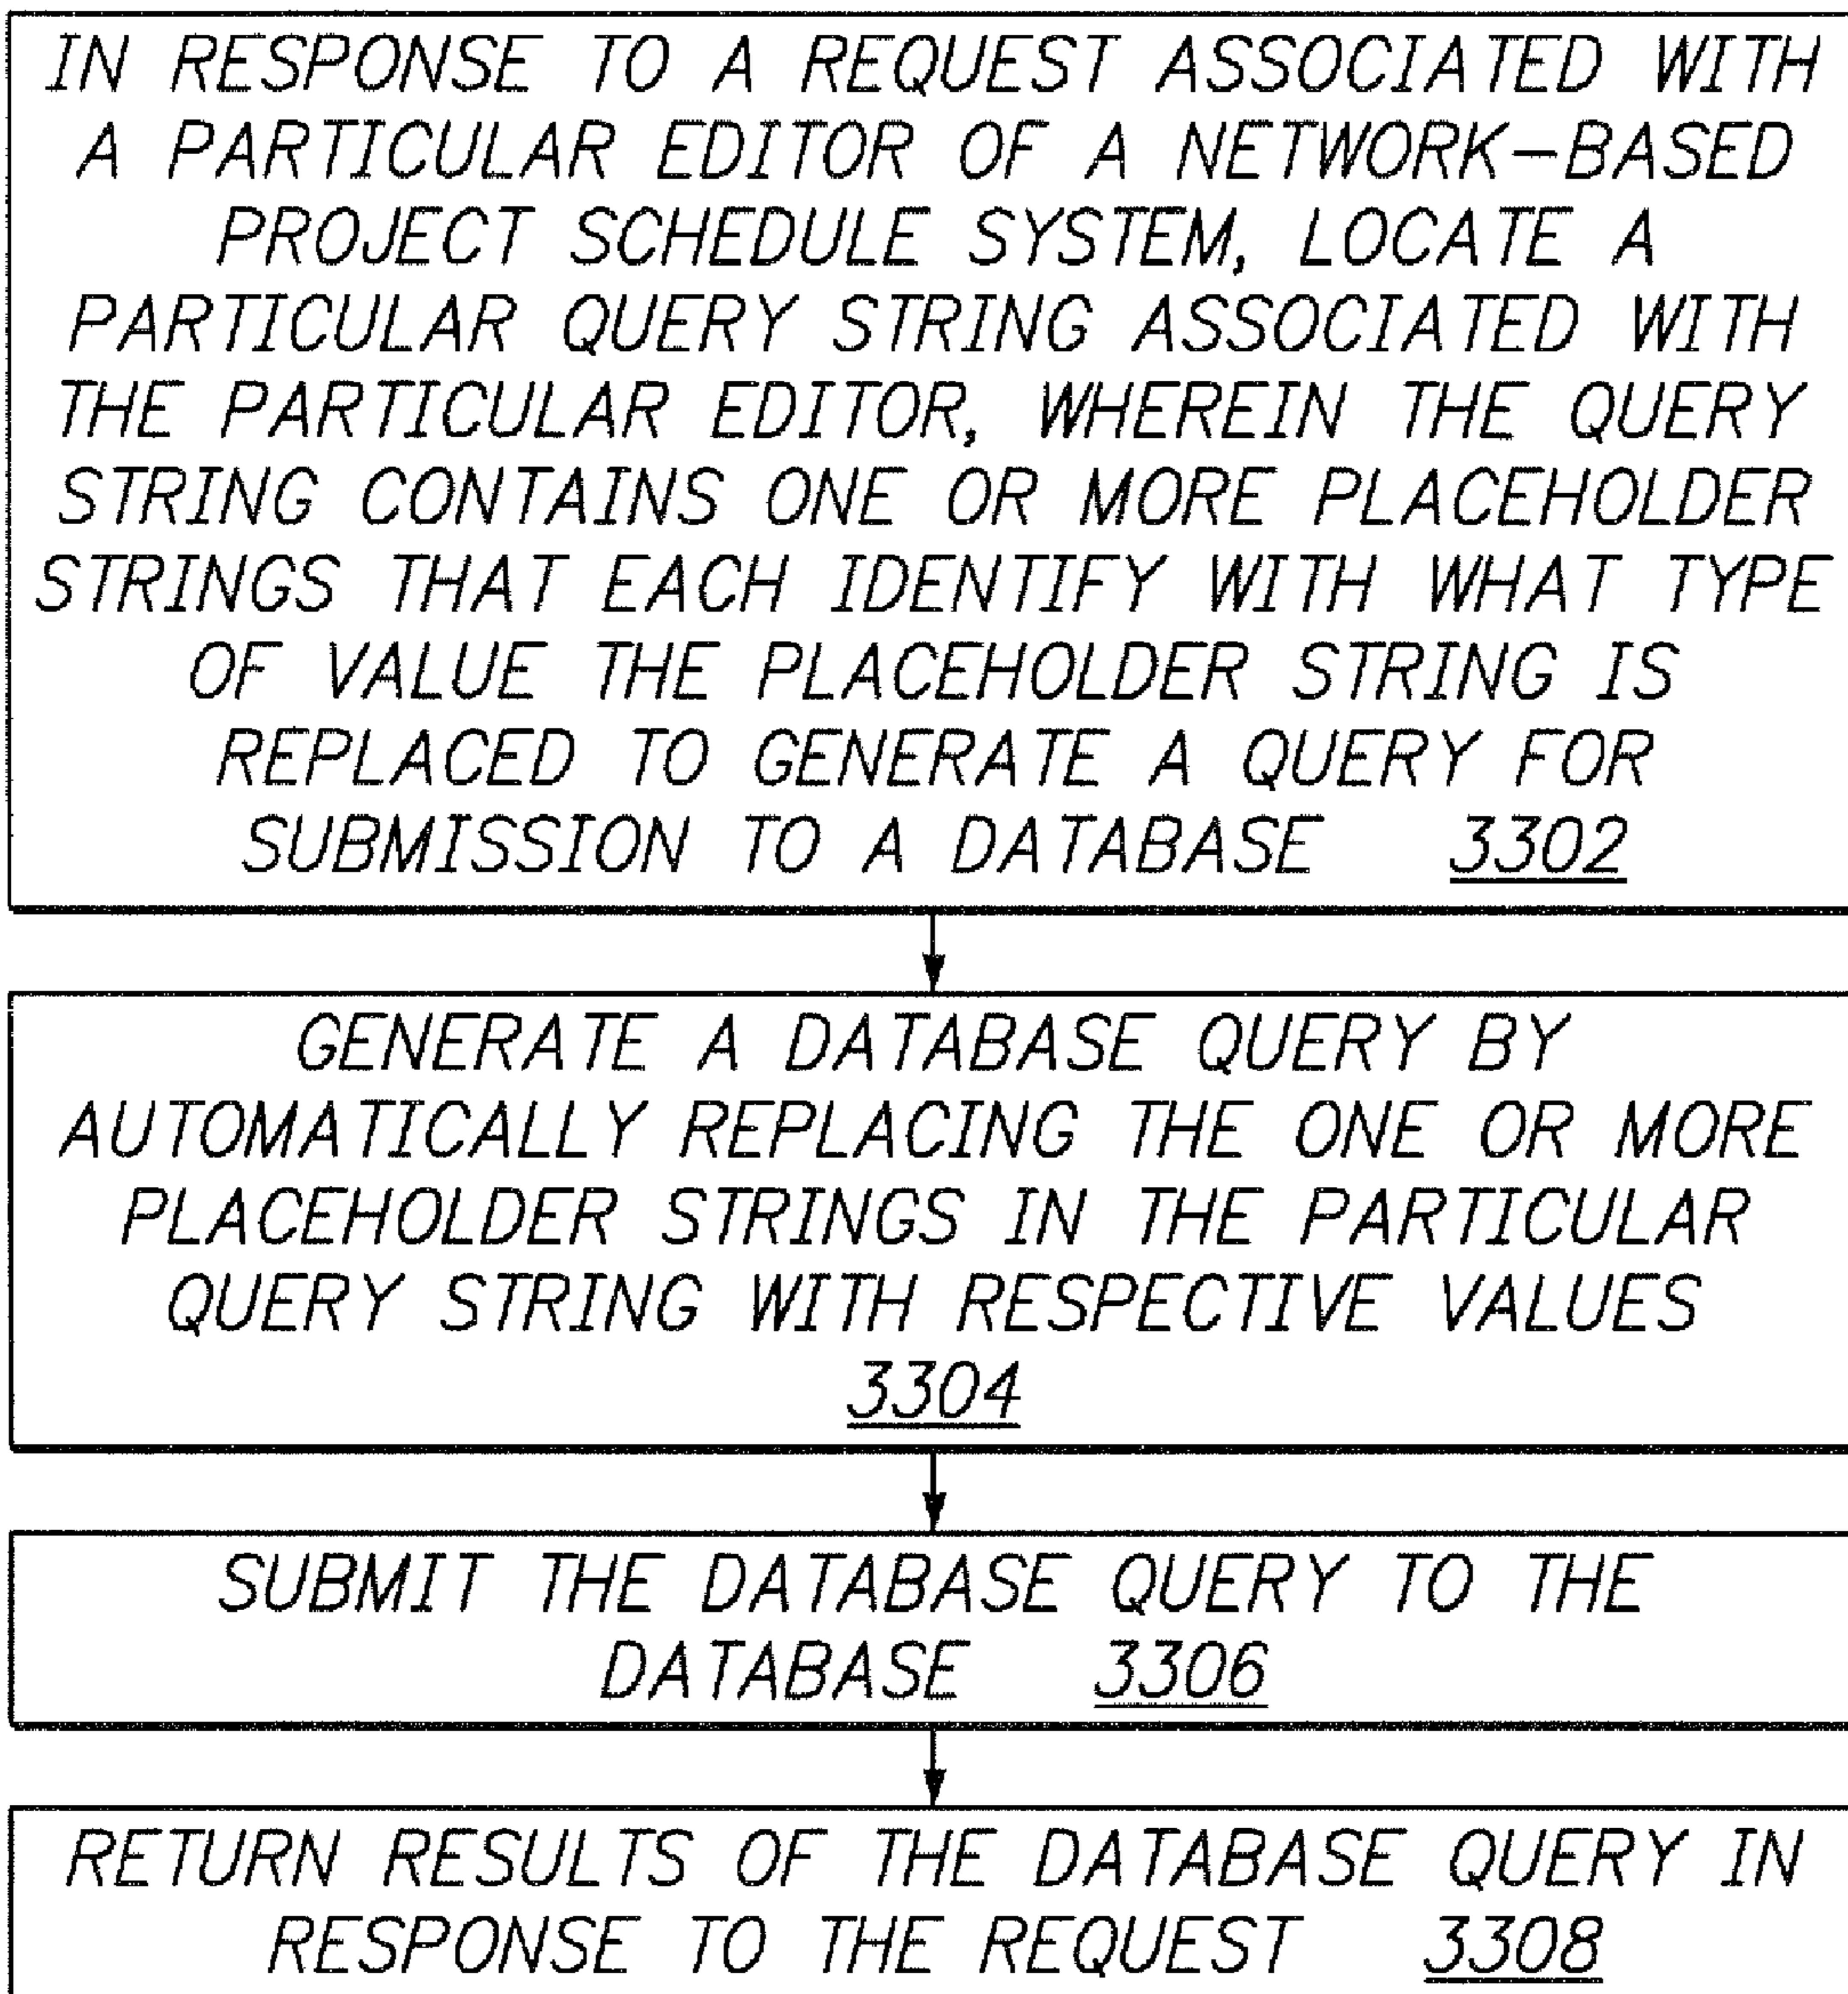 IN RESPONSE TO A REQUEST ASSOCIATED WITH
A PARTICULAR EDITOR OF A NETWORK-BASED
PROJECT SCHEDULE SYSTEM, LOCATE A
PARTICULAR QUERY STRING ASSOCIATED WITH
THE PARTICULAR EDITOR, WHEREIN THE QUERY
STRING CONTAINS ONE OR MORE PLACEHOLDER
STRINGS THAT EACH IDENTIFY WITH WHAT TYPE
OF VALUE THE PLACEHOLDER STRING IS
REPLACED TO GENERATE A QUERY FOR
SUBMISSION TO A DATABASE 3302
GENERATE A DATABASE QUERY BY
AUTOMATICALLY REPLACING THE ONE OR MORE
PLACEHOLDER STRINGS IN THE PARTICULAR
QUERY STRING WITH RESPECTIVE VALUES
3304
SUBMIT THE DATABASE QUERY TO THE
DATABASE 3306
RETURN RESULTS OF THE DATABASE QUERY IN
RESPONSE TO THE REQUEST 3308